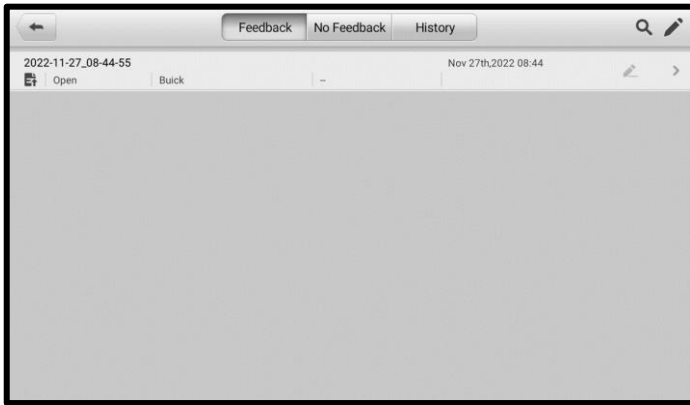 Feedback No Feedback History
2022-11-27_08-44-55 Nov 27th,2022 08:44
Open Buick –